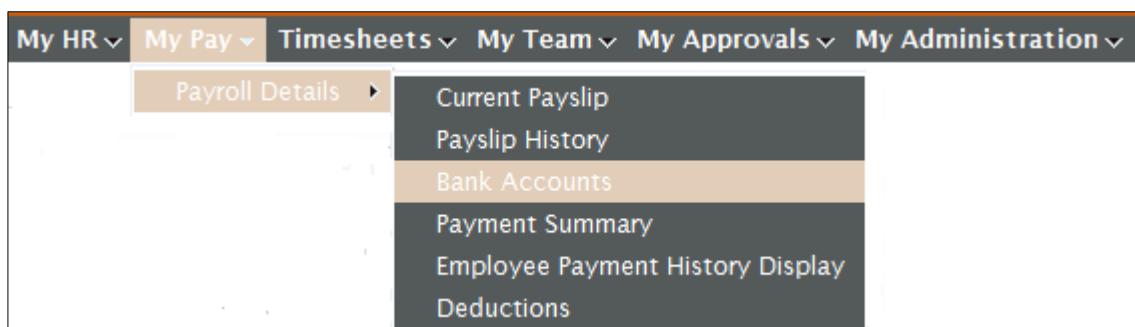 My HR My Pay Timesheets My Team My Approvals My Administration
Payroll Details
Current Payslip
Payslip History
Bank Accounts
Payment Summary
Employee Payment History Display
Deductions